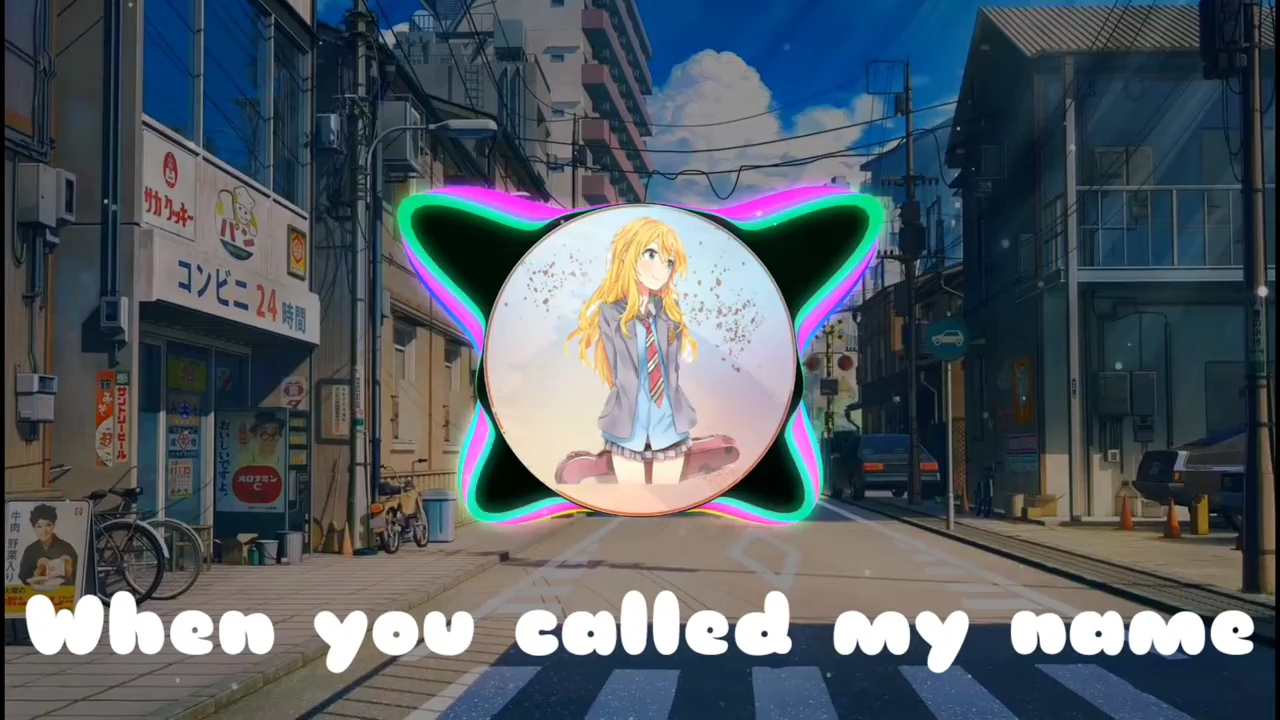 サカクッキー
パン
コンビニ 24 時間
サントリービール
おいしいですよ。
オロナミン
C
牛肉 野菜入り
When you called my name